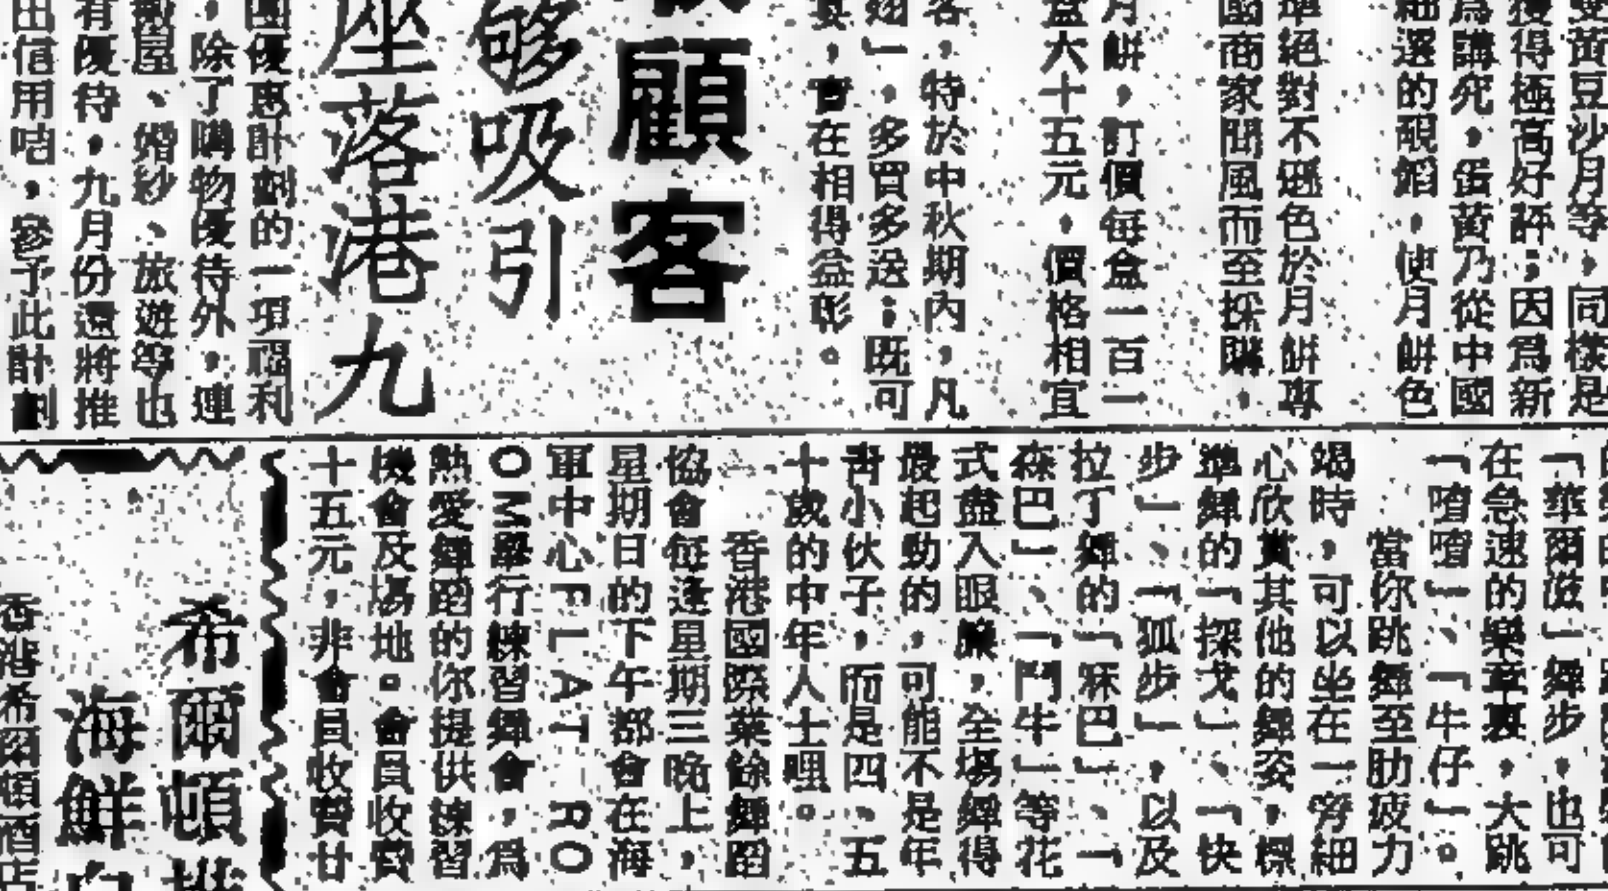 雙黃豆沙月等,同樣是
獲得極高好評;因爲新
爲講究,蛋黃乃從中國
細選的靚餡,使月餅色
準絕對不遜色於月餅專
國商家聞風而至採購。
月餅,訂價每盒一百一
盒六十五元,價格相宜
客,特於中秋期內,凡
」,多買多送;既可
宴,實在相得益彰。
顧客
够吸引
座落港九
國優惠計劃的一項福利
,除了購物優待外,連
屋、婚紗、旅遊等也
有優待,九月份還將推
出信用咭,參予此計劃
「華爾滋」舞步,也可
在急速的樂章裏,大跳
「喳喳」、「牛仔」。
當你跳舞至肋疲力
竭時,可以坐在一旁細
心欣賞其他的舞姿,標
準舞的「探戈」、「快
步」、「狐步」,以及
拉丁舞的「𥹉巴」、「
森巴」、「鬥牛」等花
式盡入眼簾,全場舞得
最起勁的,可能不是年
青小伙子,而是四、五
十歲的中年人士哩。
香港國際業餘舞蹈
協會每逢星期三晚上,
星期日的下午都會在海
軍中心FLAT-RO
OM舉行練習舞會,爲
熱愛舞蹈的你提供練習
機會及場地。會員收費
十五元,非會員收費廿
希爾頓推
海鮮自
香港希爾頓酒店